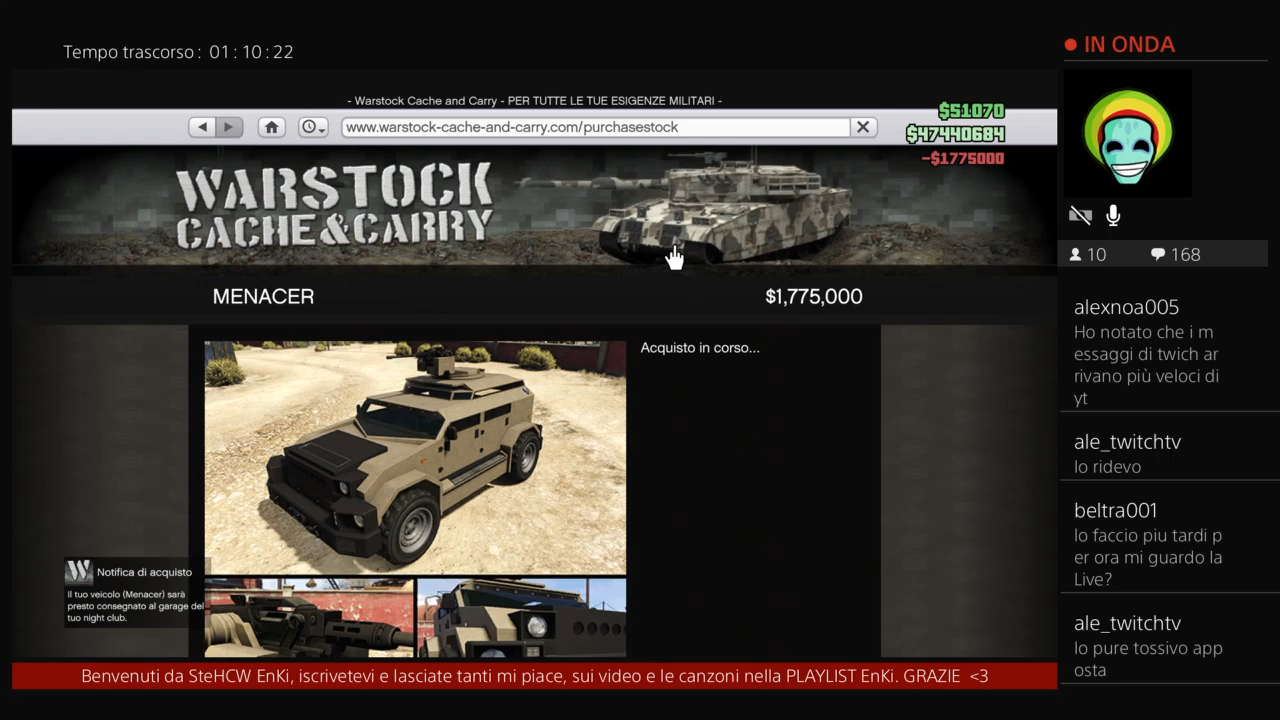 Tempo trascorso: 01:10:22
IN ONDA
- Warstock Cache and Carry - PER TUTTE LE TUE ESIGENZE MILITARI -
www.warstock-cache-and-carry.com/purchasestock
$51070
$47440684
-$1775000
WARSTOCK
CACHE&CARRY
MENACER
$1,775,000
Acquisto in corso...
W Notifica di acquisto
Il tuo veicolo (Menacer) sarà
presto consegnato al garage del
tuo night club.
Benvenuti da SteHCW EnKi, iscrivetevi e lasciate tanti mi piace, sui video e le canzoni nella PLAYLIST EnKi. GRAZIE <3
10
168
alexnoa005
Ho notato che i m
essaggi di twich ar
rivano più veloci di
yt
ale_twitchtv
Io ridevo
beltra001
Io faccio piu tardi p
er ora mi guardo la
Live?
ale_twitchtv
Io pure tossivo app
osta